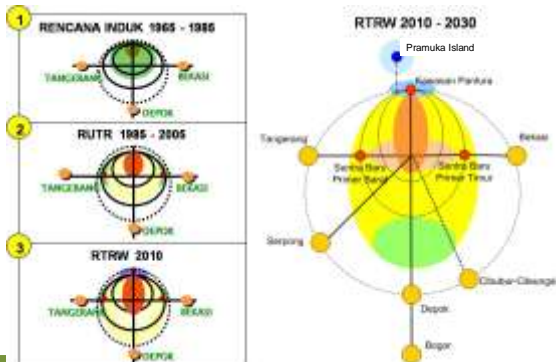 1
RENCANA INDUK 1965 - 1985
TANGERANG
BEKASI
DEPOK
2
RUTR 1985 - 2005
TANGERANG
BEKASI
DEPOK
3
RTRW 2010
TANGERANG
BEKASI
DEPOK
RTRW 2010 - 2030
Pramuka Island
Kawasan Pantura
Tangerang
Bekasi
Sentra Baru
Primer Barat
Sentra Baru
Primer Timur
Serpong
Depok
Bogor